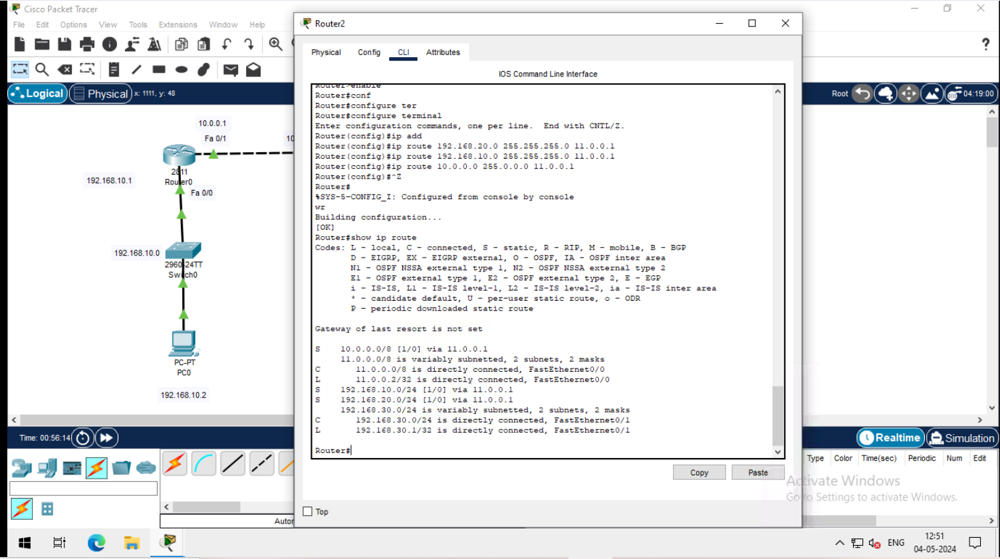 Cisco Packet Tracer
File Edit Options View Tools Extensions Window Help
Logical Physical x: 1111, y: 48
Root 04:19:00
10.0.0.1
Fa 0/1
10
2811
Router0
192.168.10.1
Fa 0/0
192.168.10.0
2960-24TT
Switch0
PC-PT
PC0
192.168.10.2
Router2
Physical Config CLI Attributes
IOS Command Line Interface
Router>enable
Router#conf
Router#configure ter
Router#configure terminal
Enter configuration commands, one per line. End with CNTL/Z.
Router(config)#ip add
Router(config)#ip route 192.168.20.0 255.255.255.0 11.0.0.1
Router(config)#ip route 192.168.10.0 255.255.255.0 11.0.0.1
Router(config)#ip route 10.0.0.0 255.0.0.0 11.0.0.1
Router(config)#^Z
Router#
%SYS-5-CONFIG_I: Configured from console by console
wr
Building configuration...
[OK]
Router#show ip route
Codes: L - local, C - connected, S - static, R - RIP, M - mobile, B - BGP
D - EIGRP, EX - EIGRP external, O - OSPF, IA - OSPF inter area
N1 - OSPF NSSA external type 1, N2 - OSPF NSSA external type 2
E1 - OSPF external type 1, E2 - OSPF external type 2, E - EGP
i - IS-IS, L1 - IS-IS level-1, L2 - IS-IS level-2, ia - IS-IS inter area
* - candidate default, U - per-user static route, o - ODR
P - periodic downloaded static route
Gateway of last resort is not set
S 10.0.0.0/8 [1/0] via 11.0.0.1
11.0.0.0/8 is variably subnetted, 2 subnets, 2 masks
C 11.0.0.0/8 is directly connected, FastEthernet0/0
L 11.0.0.2/32 is directly connected, FastEthernet0/0
S 192.168.10.0/24 [1/0] via 11.0.0.1
S 192.168.20.0/24 [1/0] via 11.0.0.1
192.168.30.0/24 is variably subnetted, 2 subnets, 2 masks
C 192.168.30.0/24 is directly connected, FastEthernet0/1
L 192.168.30.1/32 is directly connected, FastEthernet0/1
Router#
Copy Paste
Top
Time: 00:56:14
Realtime Simulation
Type Color Time(sec) Periodic Num Edit
Activate Windows
Go to Settings to activate Windows.
Autor
ENG
12:51
04-05-2024